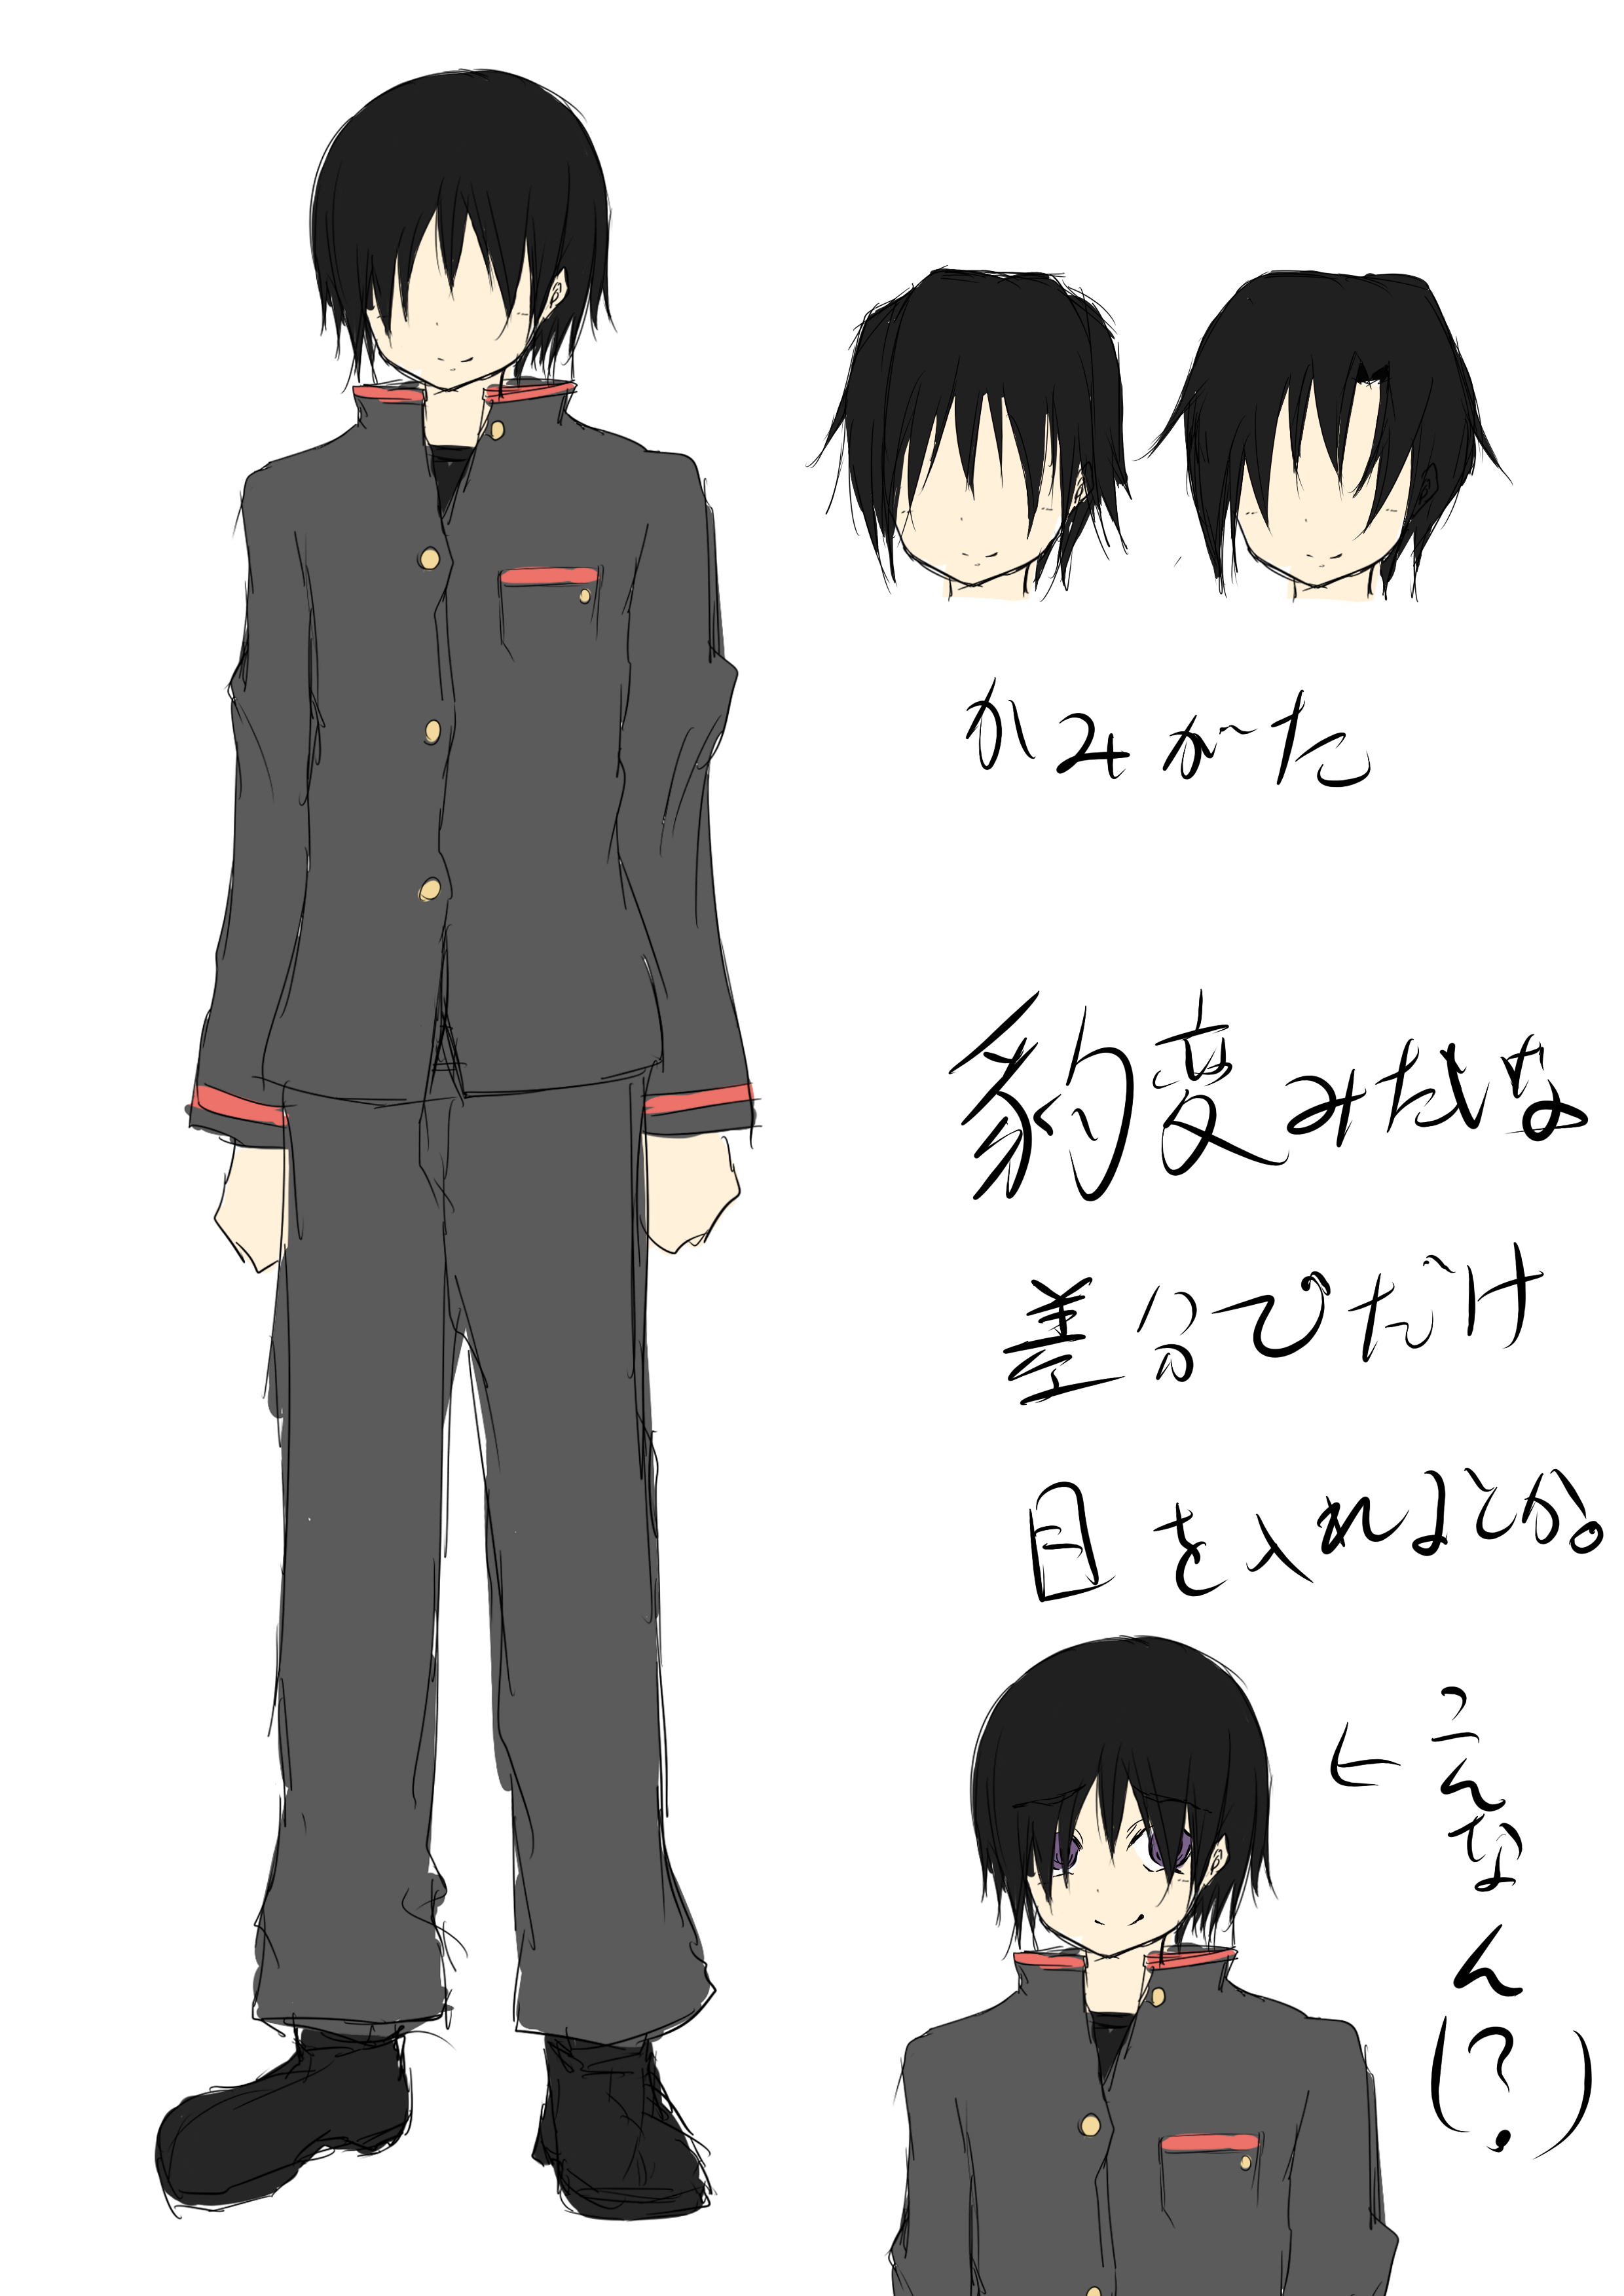 かみがた
豹変みたいな
差分でだけ
目を入れるとか。
こんなん(?)